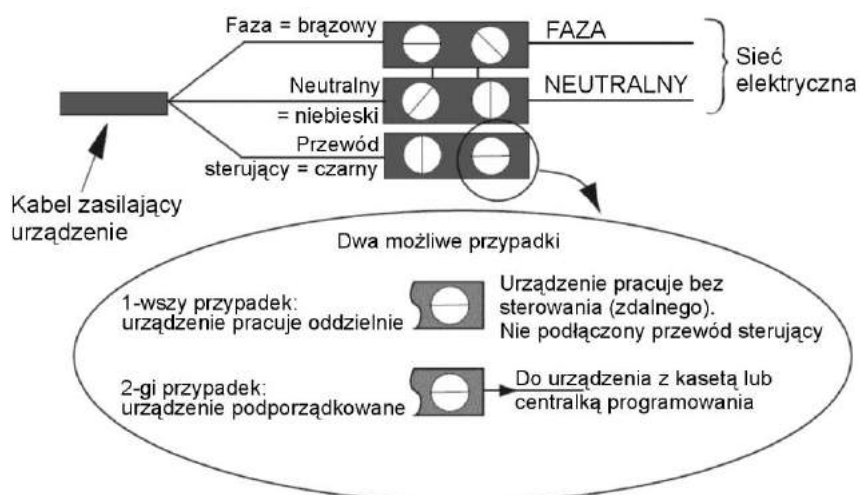 Faza = brązowy
FAZA
Sieć
elektryczna
Neutralny
= niebieski
NEUTRALNY
Przewód
sterujący = czarny
Kabel zasilający
urządzenie
Dwa możliwe przypadki
1-wszy przypadek:
urządzenie pracuje oddzielnie
Urządzenie pracuje bez
sterowania (zdalnego).
Nie podłączony przewód sterujący
2-gi przypadek:
urządzenie podporządkowane
Do urządzenia z kasetą lub
centralką programowania